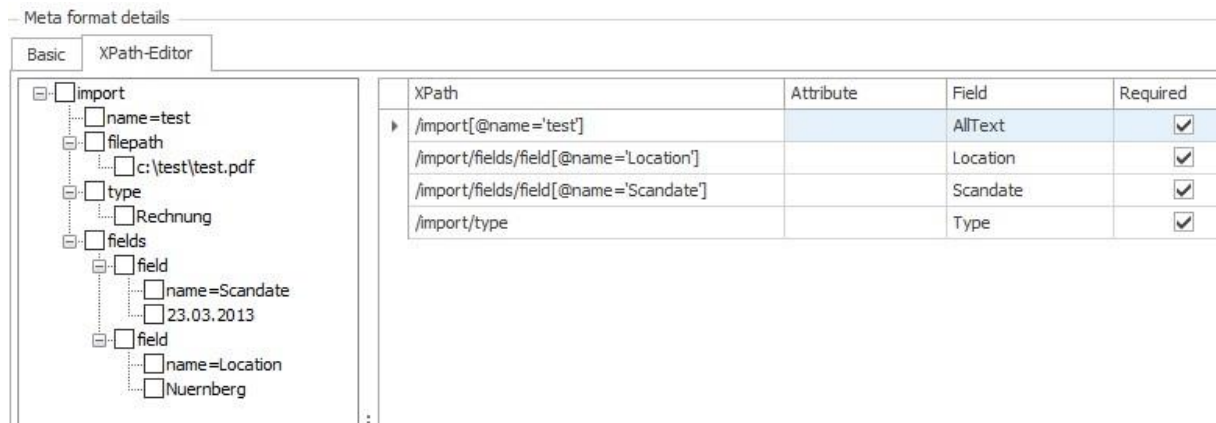 Meta format details
Basic XPath-Editor
import
name=test
filepath
c:\test\test.pdf
type
Rechnung
fields
field
name=Scandate
23.03.2013
field
name=Location
Nuernberg
XPath Attribute Field Required
/import[@name='test'] AllText
/import/fields/field[@name='Location'] Location
/import/fields/field[@name='Scandate'] Scandate
/import/type Type